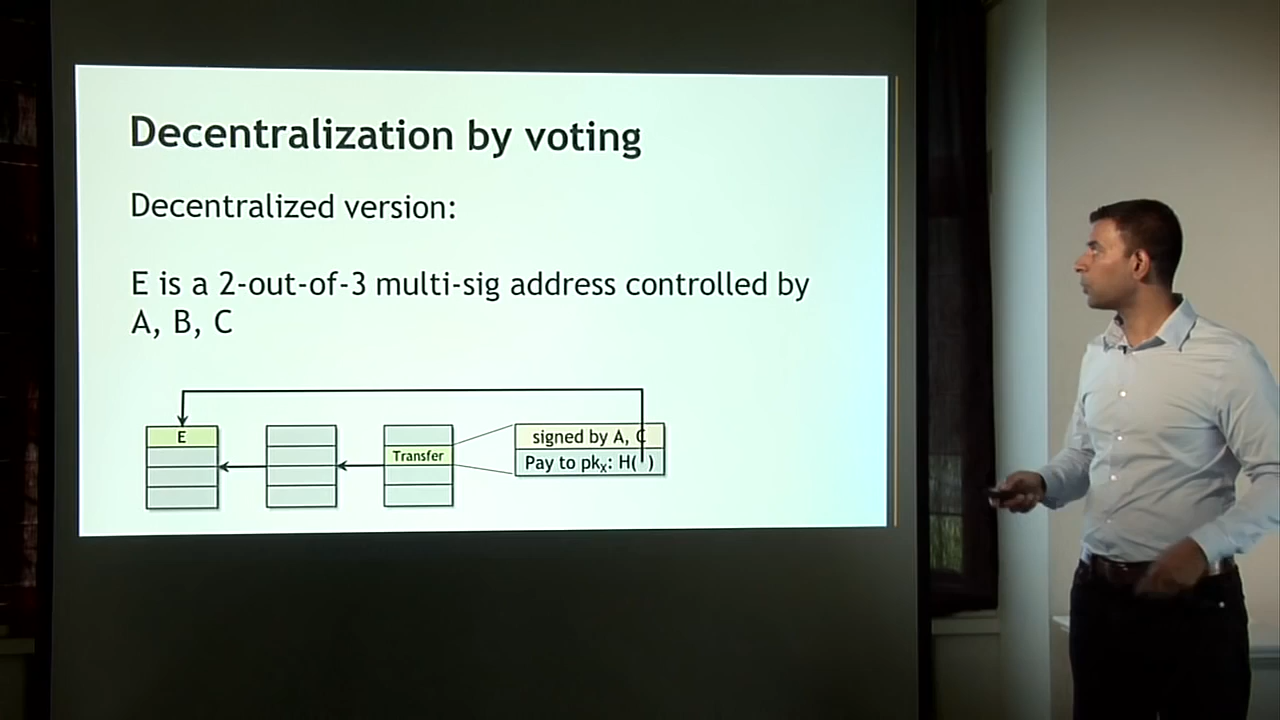 Decentralization by voting
Decentralized version:
E is a 2-out-of-3 multi-sig address controlled by
A, B, C
E
Transfer
signed by A, C
Pay to pkₓ: H( )